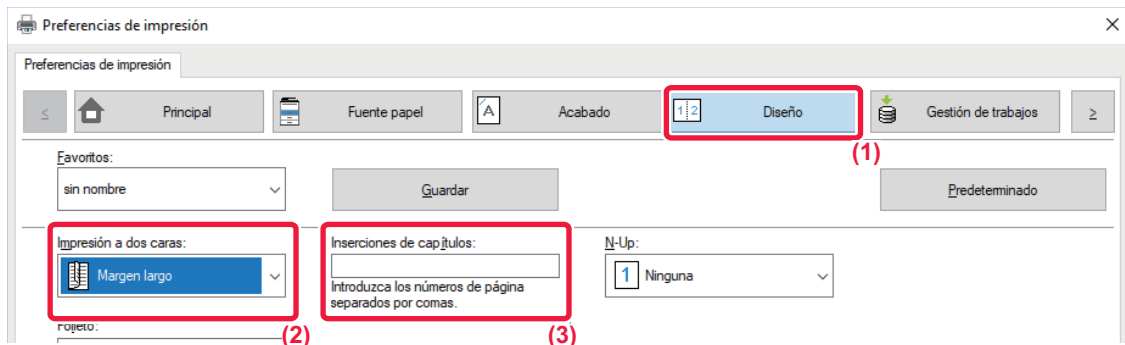 Preferencias de impresión
Preferencias de impresión
< Principal Fuente papel A Acabado 1 2 Diseño Gestión de trabajos >
(1)
Favoritos:
sin nombre Guardar Predeterminado
Impresión a dos caras: Inserciones de capítulos: N-Up:
Margen largo 1 Ninguna
Introduzca los números de página
separados por comas.
Folleto:
(2) (3)